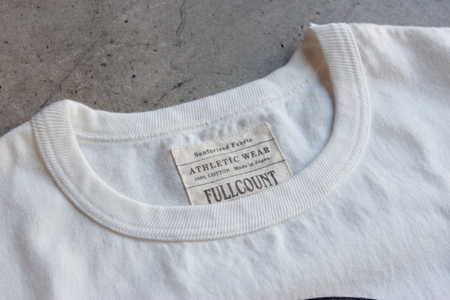 Sanforized Fabric
ATHLETIC WEAR
100% COTTON Made in Japan
FULLCOUNT